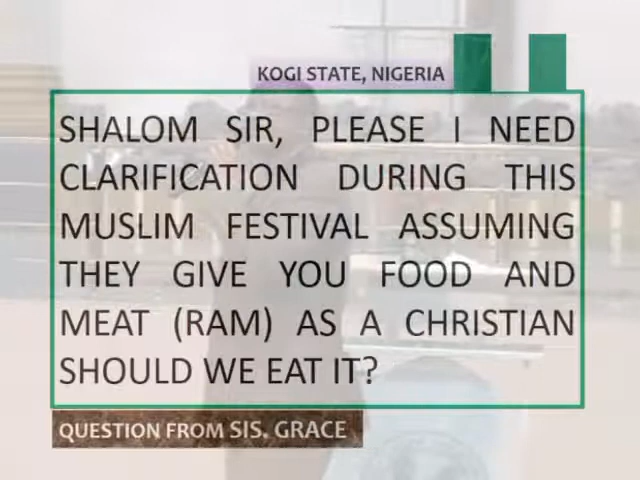 KOGI STATE, NIGERIA
SHALOM SIR, PLEASE I NEED
CLARIFICATION DURING THIS
MUSLIM FESTIVAL ASSUMING
THEY GIVE YOU FOOD AND
MEAT (RAM) AS A CHRISTIAN
SHOULD WE EAT IT?
QUESTION FROM SIS. GRACE